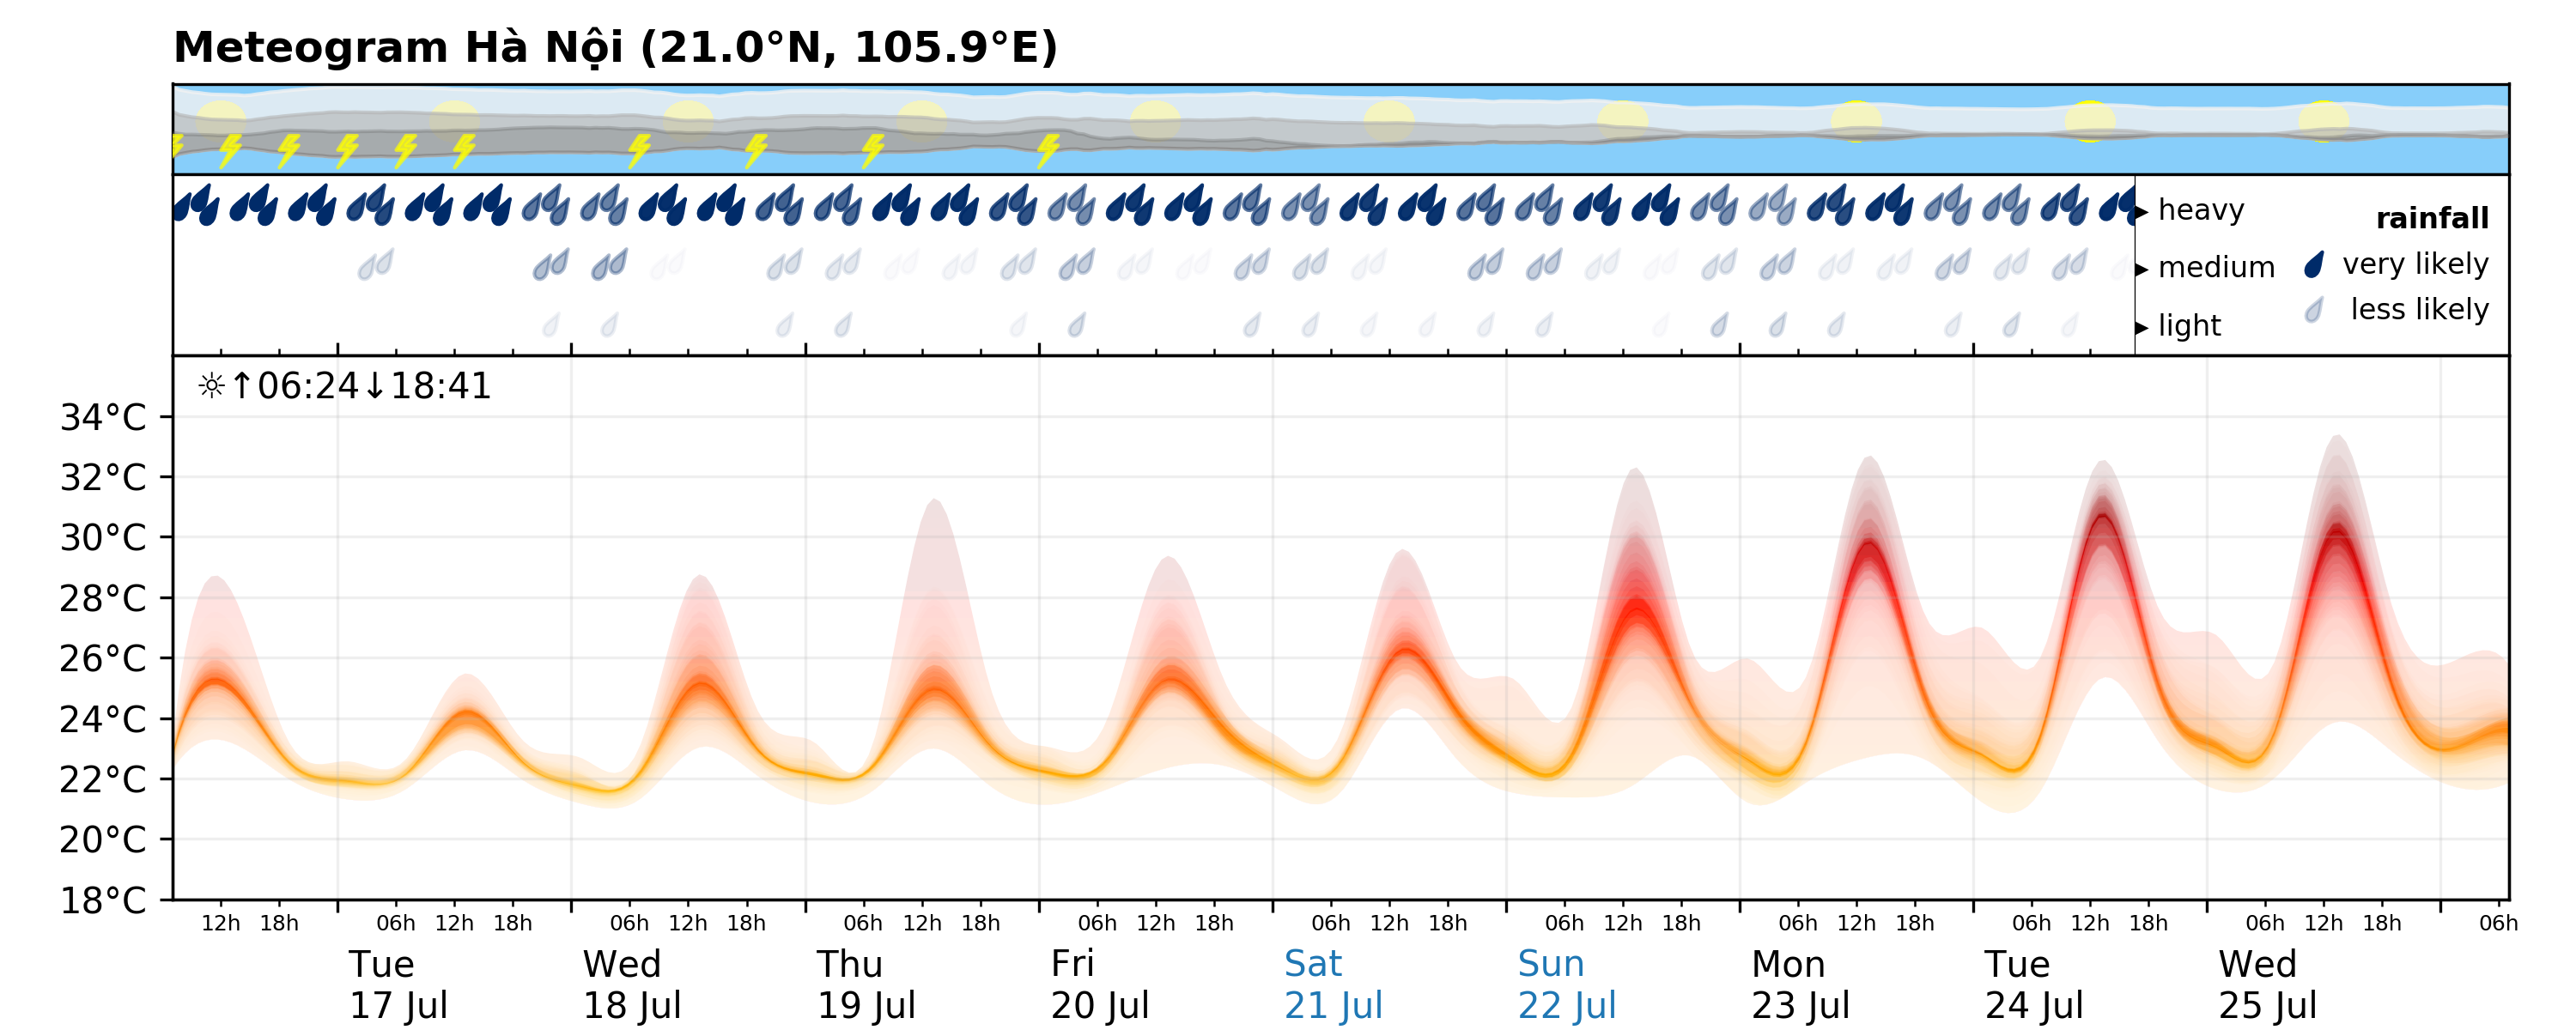 Meteogram Hà Nội (21.0°N, 105.9°E)
▸ heavy
rainfall
▸ medium
very likely
less likely
▸ light
☼↑06:24↓18:41
34°C
32°C
30°C
28°C
26°C
24°C
22°C
20°C
18°C
12h 18h 06h 12h 18h 06h 12h 18h 06h 12h 18h 06h 12h 18h 06h 12h 18h 06h 12h 18h 06h 12h 18h 06h 12h 18h 06h 12h 18h 06h
Tue Wed Thu Fri Sat Sun Mon Tue Wed
17 Jul 18 Jul 19 Jul 20 Jul 21 Jul 22 Jul 23 Jul 24 Jul 25 Jul